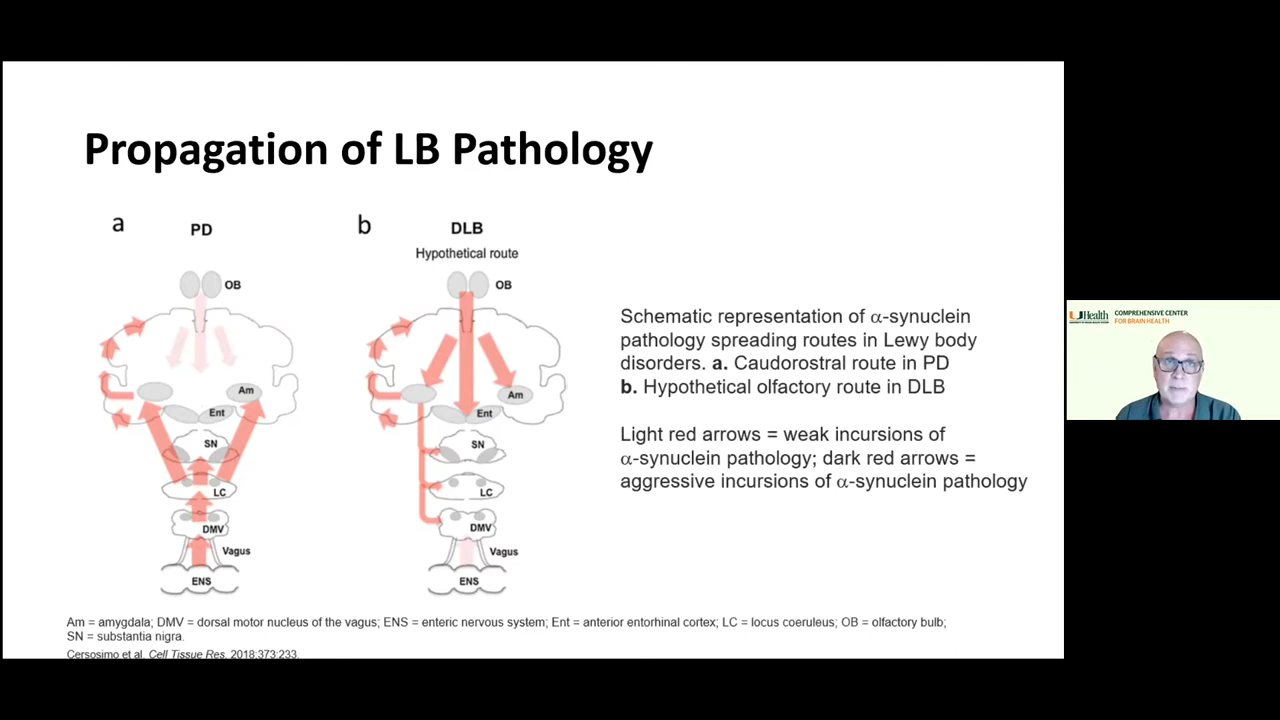 Propagation of LB Pathology
a
PD
OB
Am
Ent
SN
LC
DMV
Vagus
ENS
b
DLB
Hypothetical route
OB
Am
Ent
SN
LC
DMV
Vagus
ENS
Schematic representation of α-synuclein
pathology spreading routes in Lewy body
disorders. a. Caudorostral route in PD
b. Hypothetical olfactory route in DLB
Light red arrows = weak incursions of
α-synuclein pathology; dark red arrows =
aggressive incursions of α-synuclein pathology
Am = amygdala; DMV = dorsal motor nucleus of the vagus; ENS = enteric nervous system; Ent = anterior entorhinal cortex; LC = locus coeruleus; OB = olfactory bulb;
SN = substantia nigra.
Cersosimo et al. Cell Tissue Res. 2018;373:233.
UHealth
COMPREHENSIVE CENTER
FOR BRAIN HEALTH